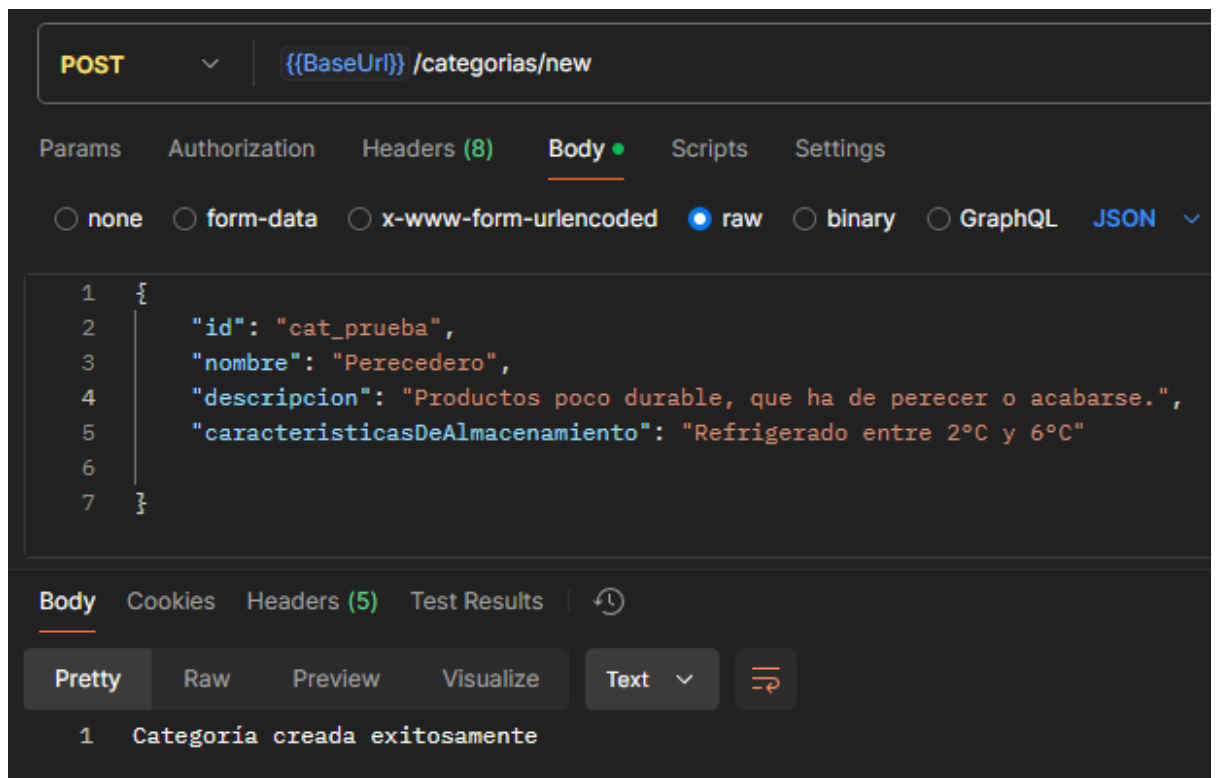 POST {{BaseUrl}} /categorias/new
Params Authorization Headers (8) Body Scripts Settings
none form-data x-www-form-urlencoded raw binary GraphQL JSON
1 {
2 "id": "cat_prueba",
3 "nombre": "Perecedero",
4 "descripcion": "Productos poco durable, que ha de perecer o acabarse.",
5 "caracteristicasDeAlmacenamiento": "Refrigerado entre 2°C y 6°C"
6
7 }
Body Cookies Headers (5) Test Results
Pretty Raw Preview Visualize Text
1 Categoría creada exitosamente